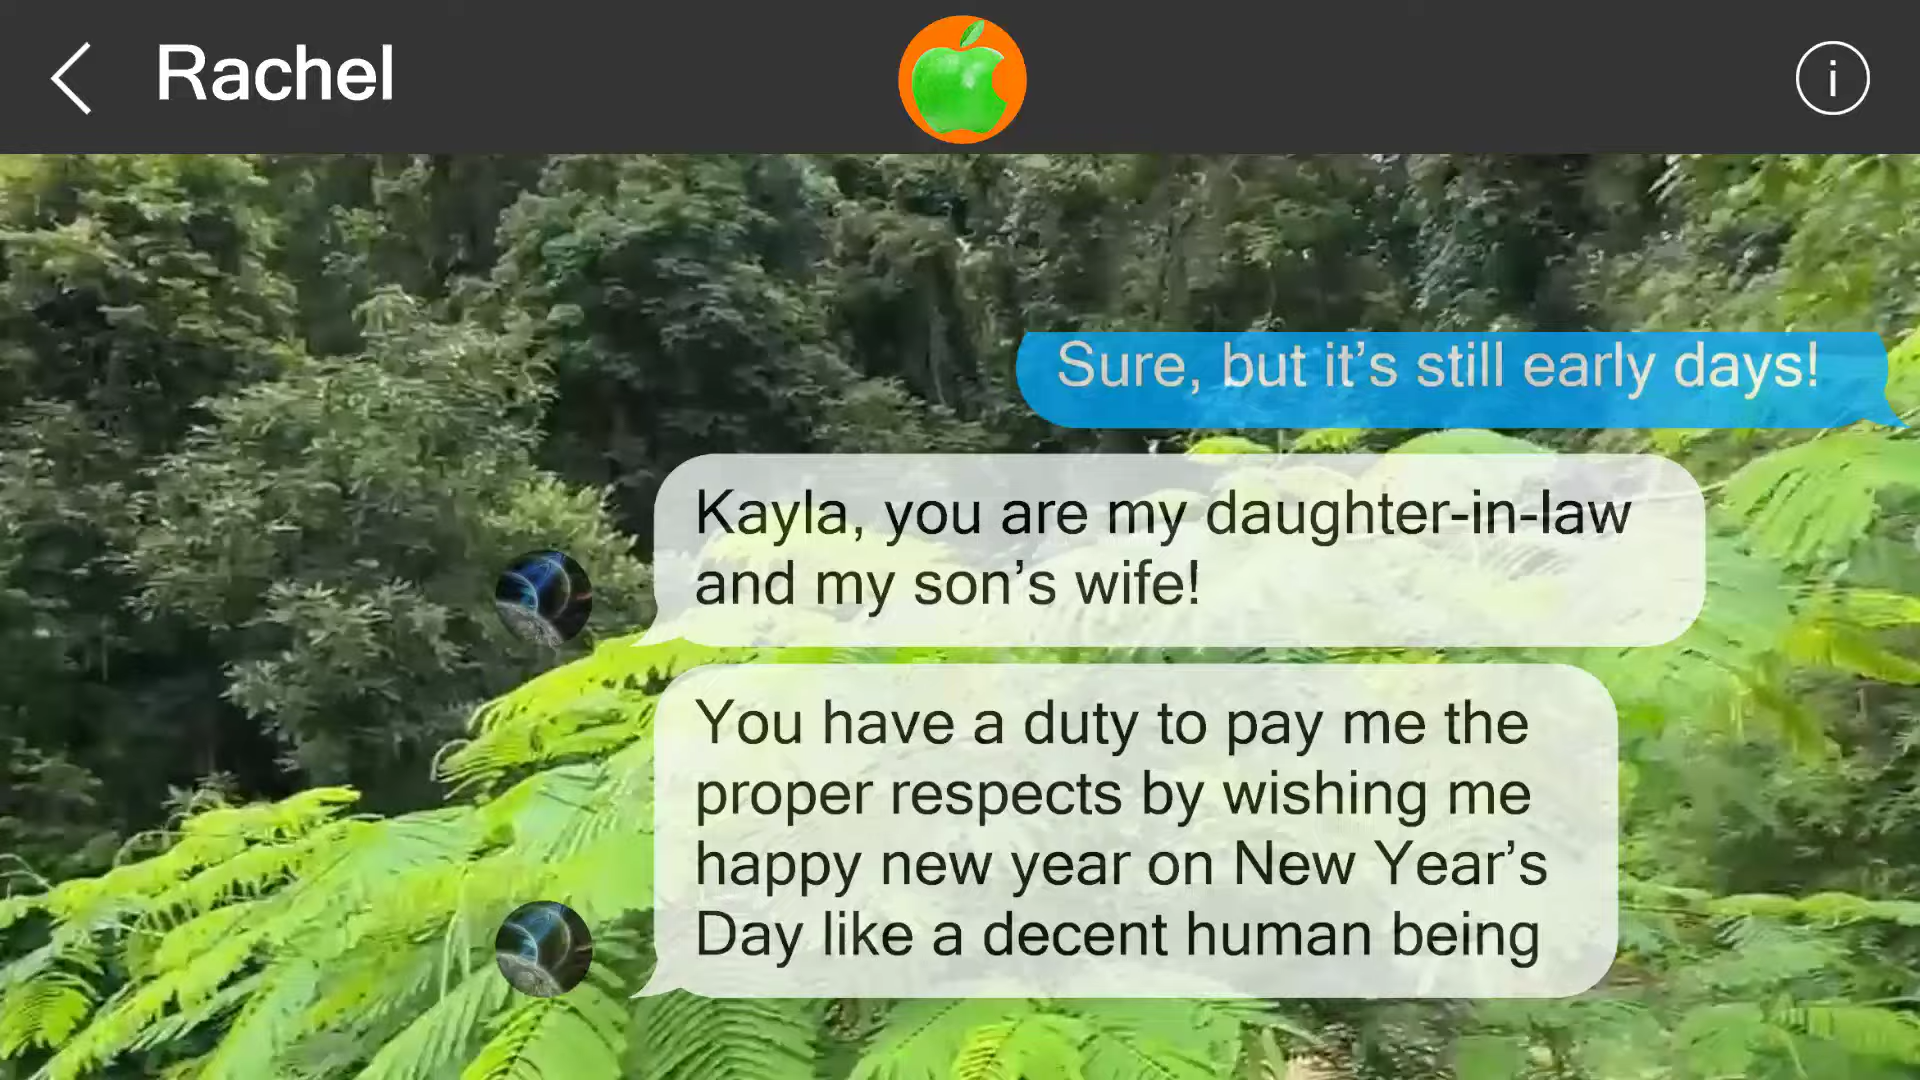 Rachel
i
Sure, but it’s still early days!
Kayla, you are my daughter-in-law
and my son’s wife!
You have a duty to pay me the
proper respects by wishing me
happy new year on New Year’s
Day like a decent human being